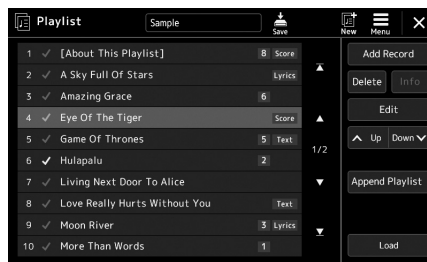 Playlist Sample Save New Menu
1 [About This Playlist] 8 Score
2 A Sky Full Of Stars Lyrics
3 Amazing Grace 6
4 Eye Of The Tiger Score
5 Game Of Thrones 5 Text
6 Hulapalu 2
7 Living Next Door To Alice
8 Love Really Hurts Without You Text
9 Moon River 3 Lyrics
10 More Than Words 1
1/2
Add Record
Delete Info
Edit
Up Down
Append Playlist
Load